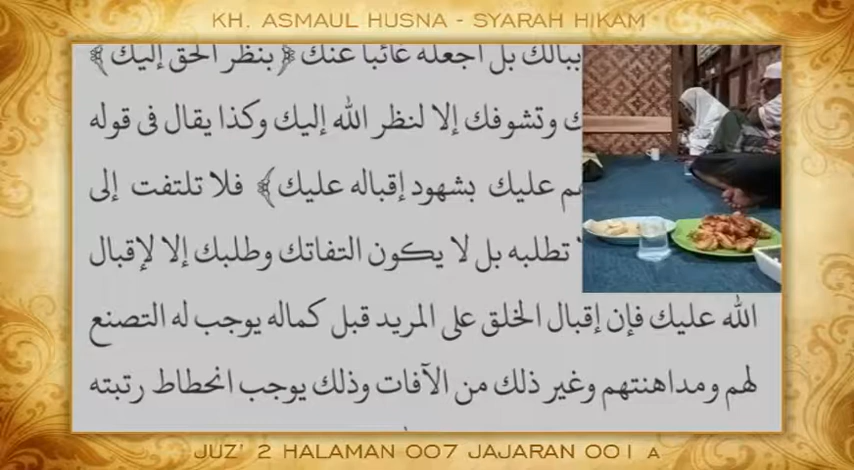 KH. ASMAUL HUSNA - SYARAH HIKAM
ببالك بل اجعله غائبا عنك ﴿بنظر الحق إليك﴾
ك وتشوفك إلا لنظر الله إليك وكذا يقال فى قوله
هم عليك بشهود إقباله عليك﴾ فلا تلتفت إلى
تطلبه بل لا يكون التفاتك وطلبك إلا لإقبال
الله عليك فإن إقبال الخلق على المريد قبل كماله يوجب له التصنع
لهم ومداهنتهم وغير ذلك من الآفات وذلك يوجب انحطاط رتبته
JUZ' 2 HALAMAN 007 JAJARAN 001 A